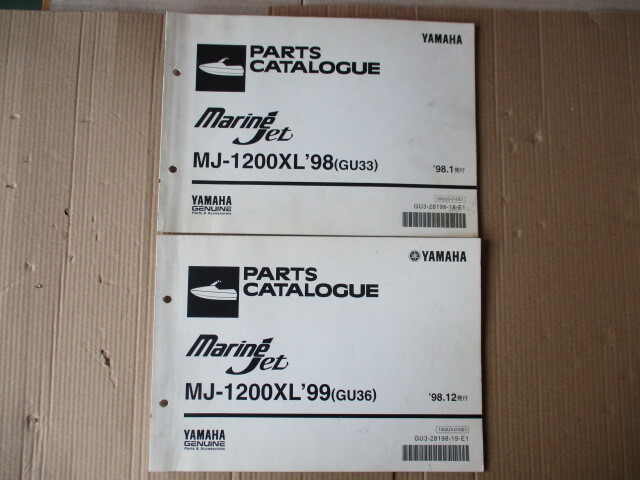 PARTS
CATALOGUE
YAMAHA
Marine
Jet
MJ-1200XL'98(GU33)
'98.1発行
YAMAHA
GENUINE
Parts & Accessories
GU3-28198-18-E1
PARTS
CATALOGUE
YAMAHA
Marine
Jet
MJ-1200XL'99(GU36)
'98.12発行
YAMAHA
GENUINE
Parts & Accessories
GU3-28198-19-E1